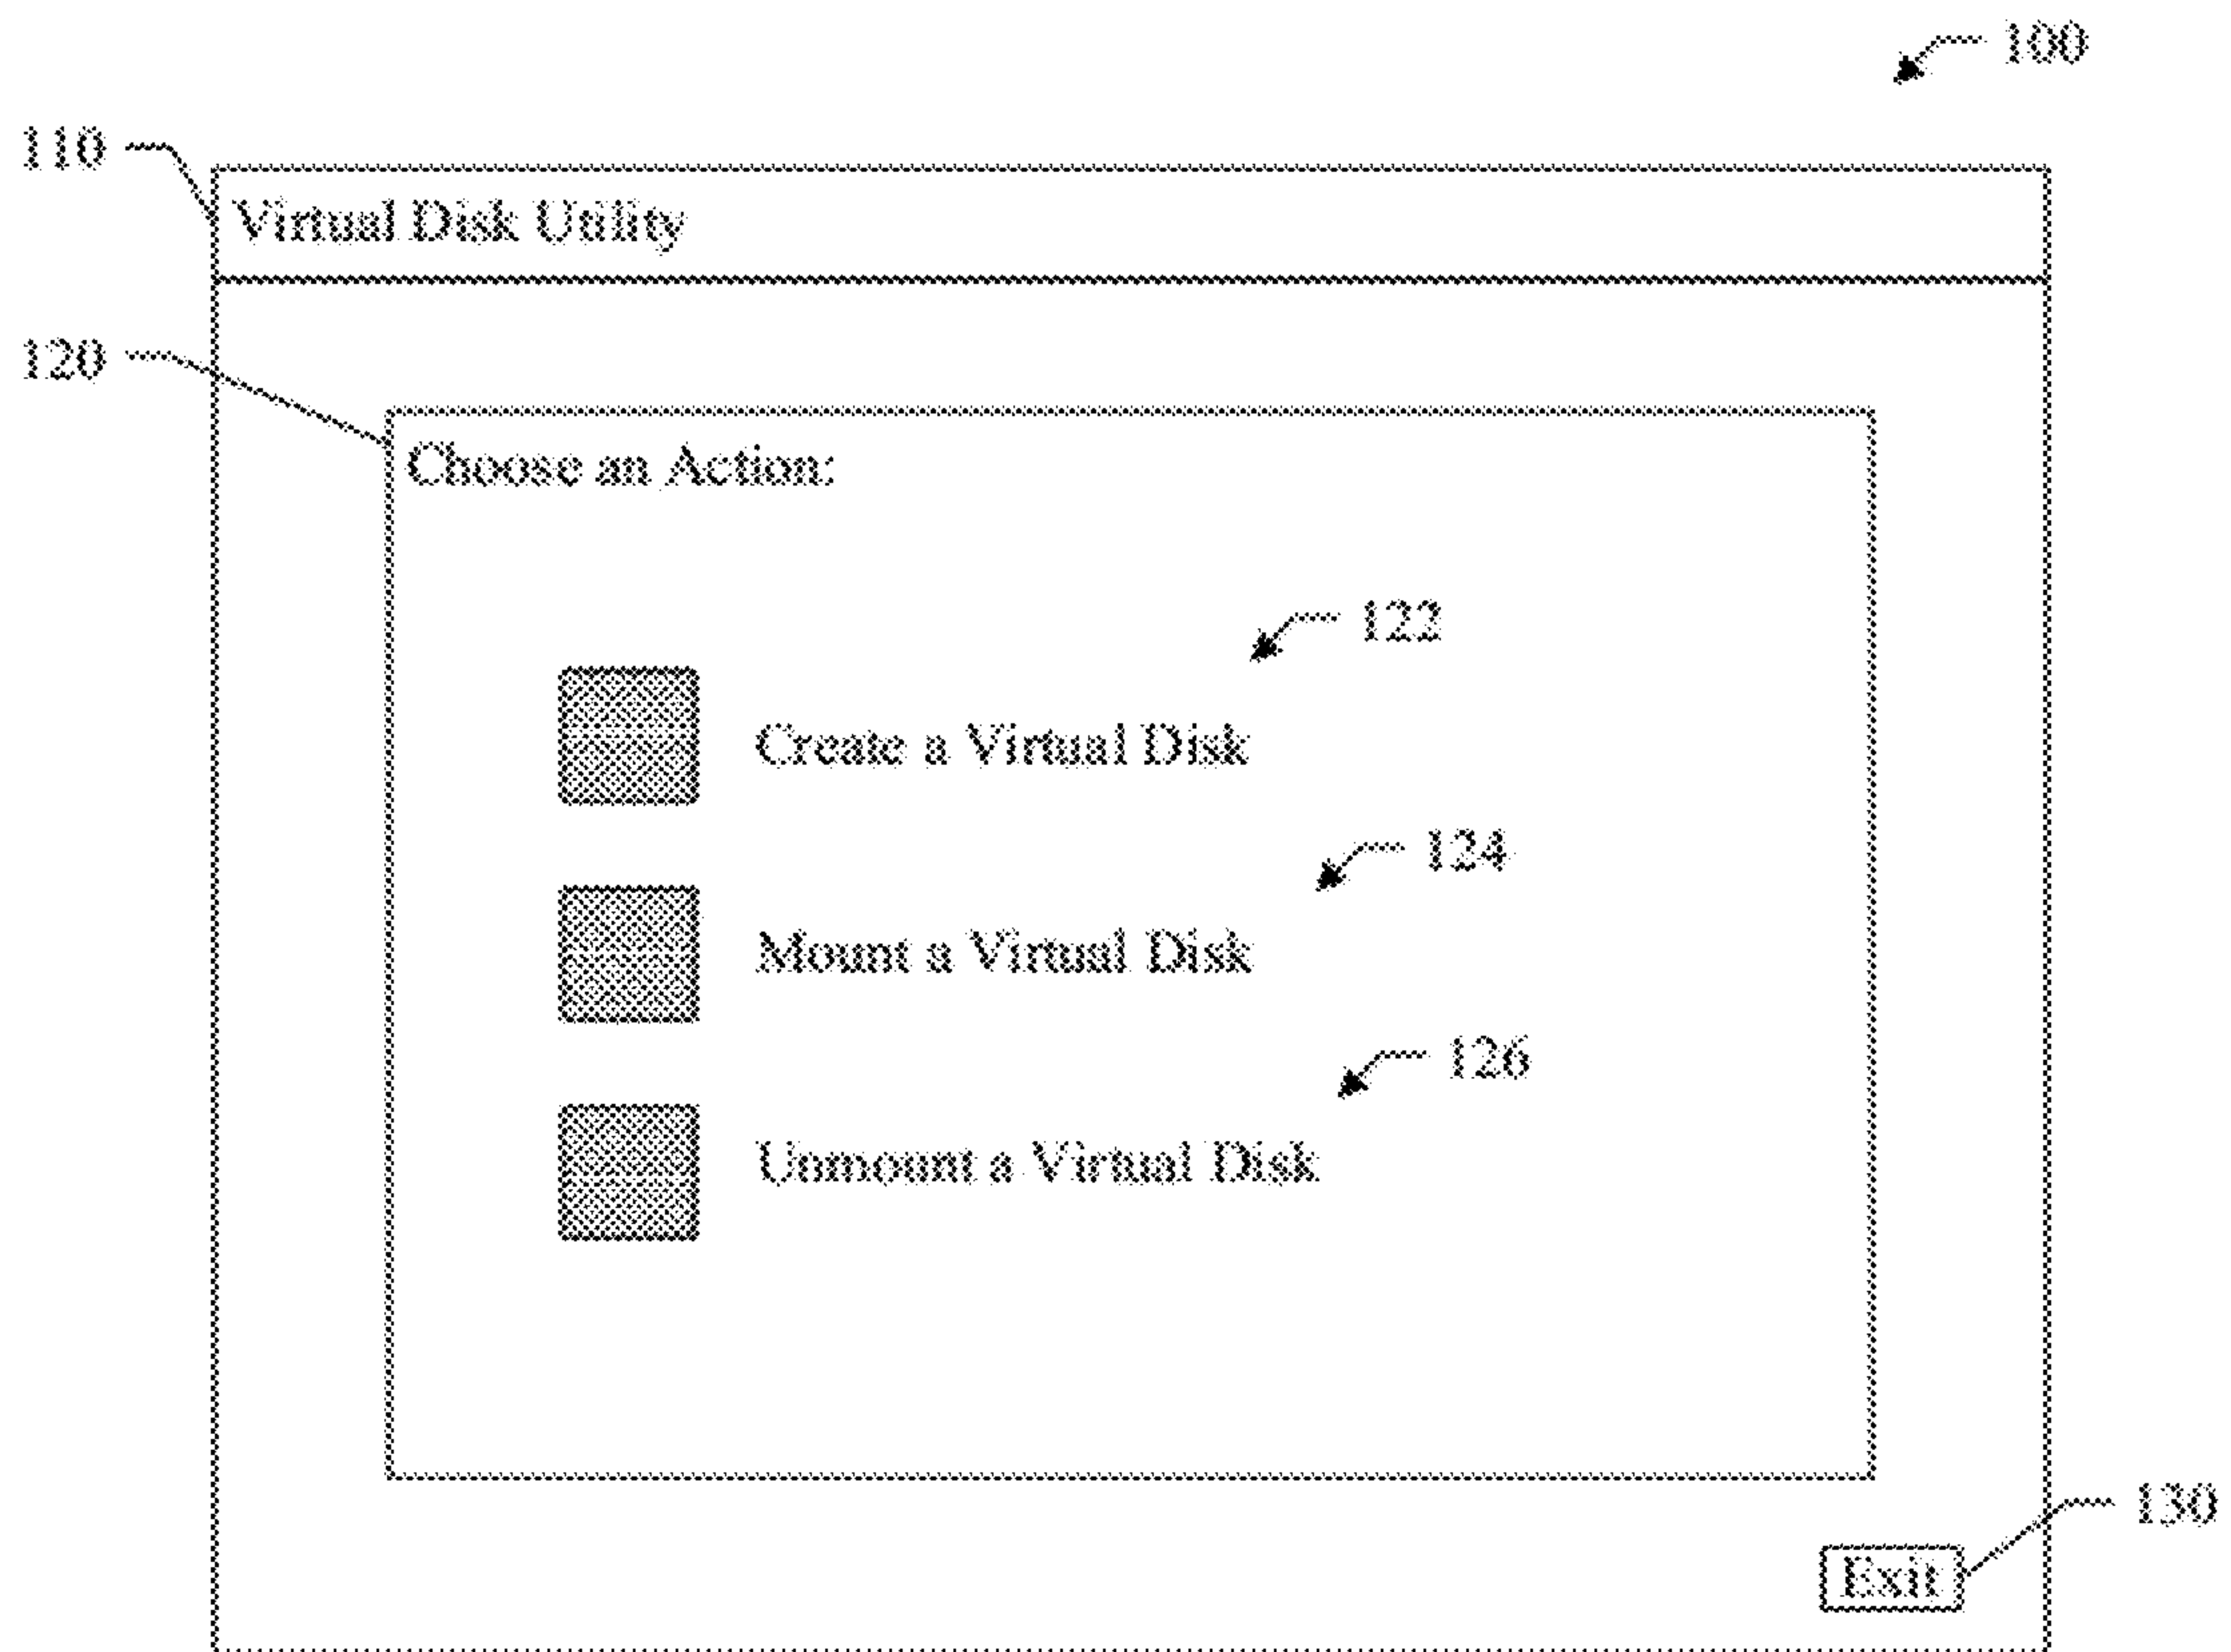 100
110
Virtual Disk Utility
120
Choose an Action:
122
Create a Virtual Disk
124
Mount a Virtual Disk
126
Unmount a Virtual Disk
130
Exit